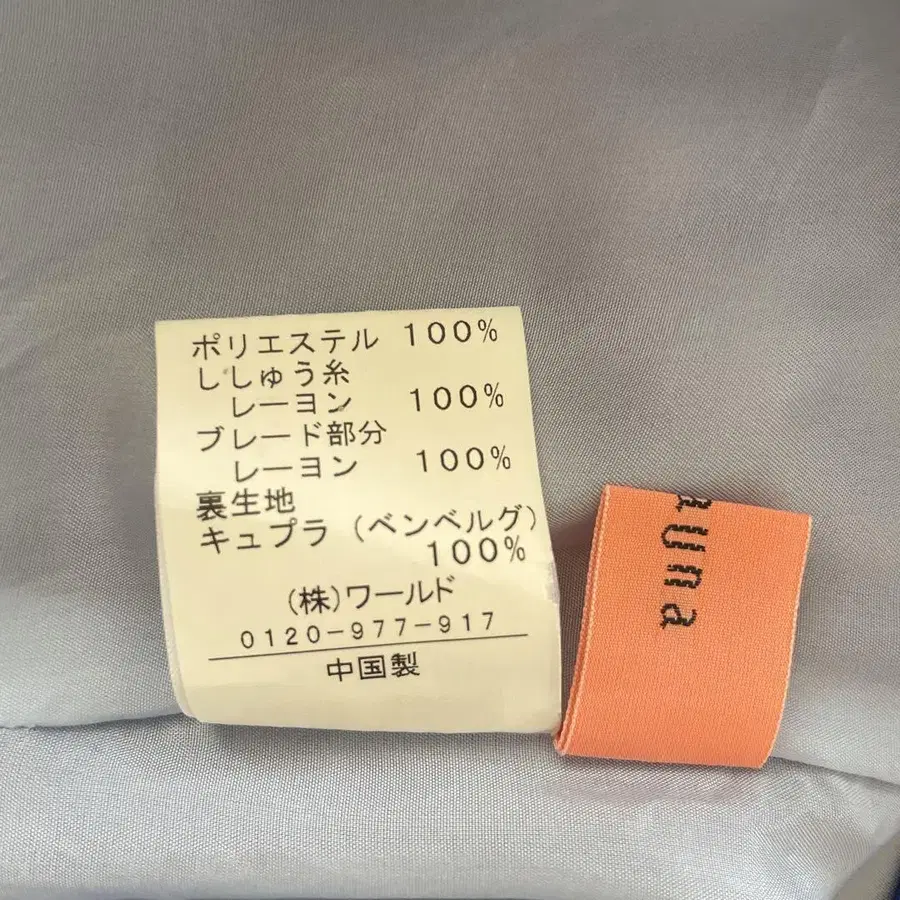 ポリエステル 100%
ししゅう糸
レーヨン 100%
ブレード部分
レーヨン 100%
裏生地
キュプラ (ベンベルグ)
100%
(株)ワールド
0120-977-917
中国製
auna